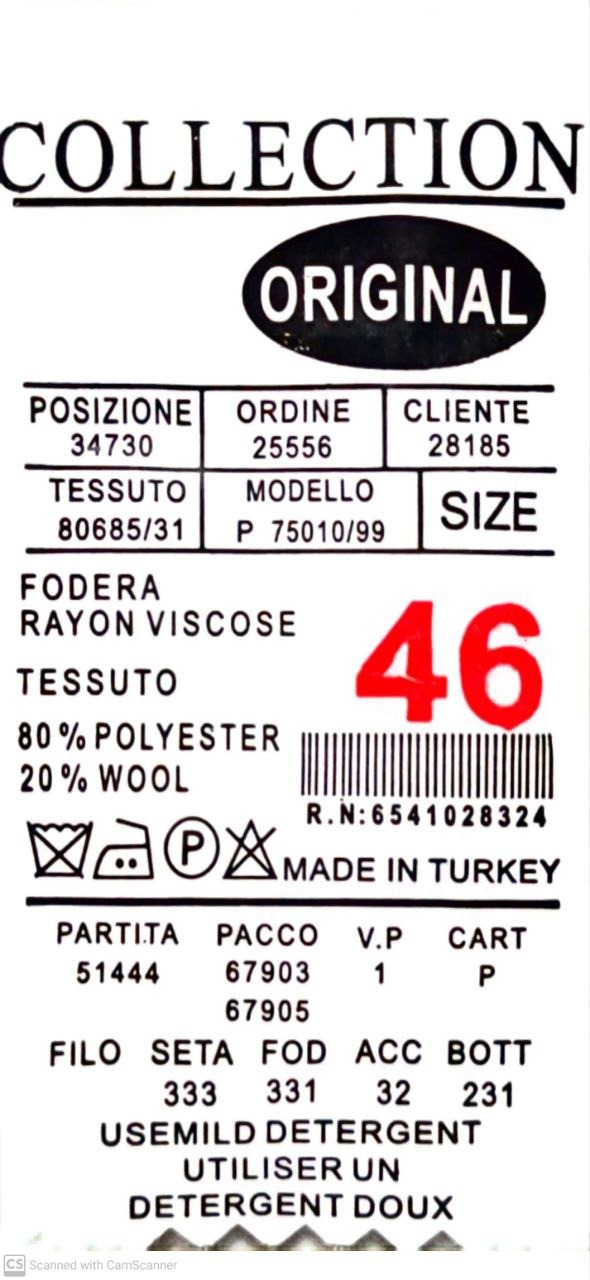 COLLECTION
ORIGINAL
POSIZIONE ORDINE CLIENTE
34730 25556 28185
TESSUTO MODELLO SIZE
80685/31 P 75010/99
FODERA
RAYON VISCOSE
46
TESSUTO
80% POLYESTER
20% WOOL
R.N:6541028324
P
MADE IN TURKEY
PARTI.TA PACCO V.P CART
51444 67903 1 P
67905
FILO SETA FOD ACC BOTT
333 331 32 231
USEMILD DETERGENT
UTILISER UN
DETERGENT DOUX
CS Scanned with CamScanner